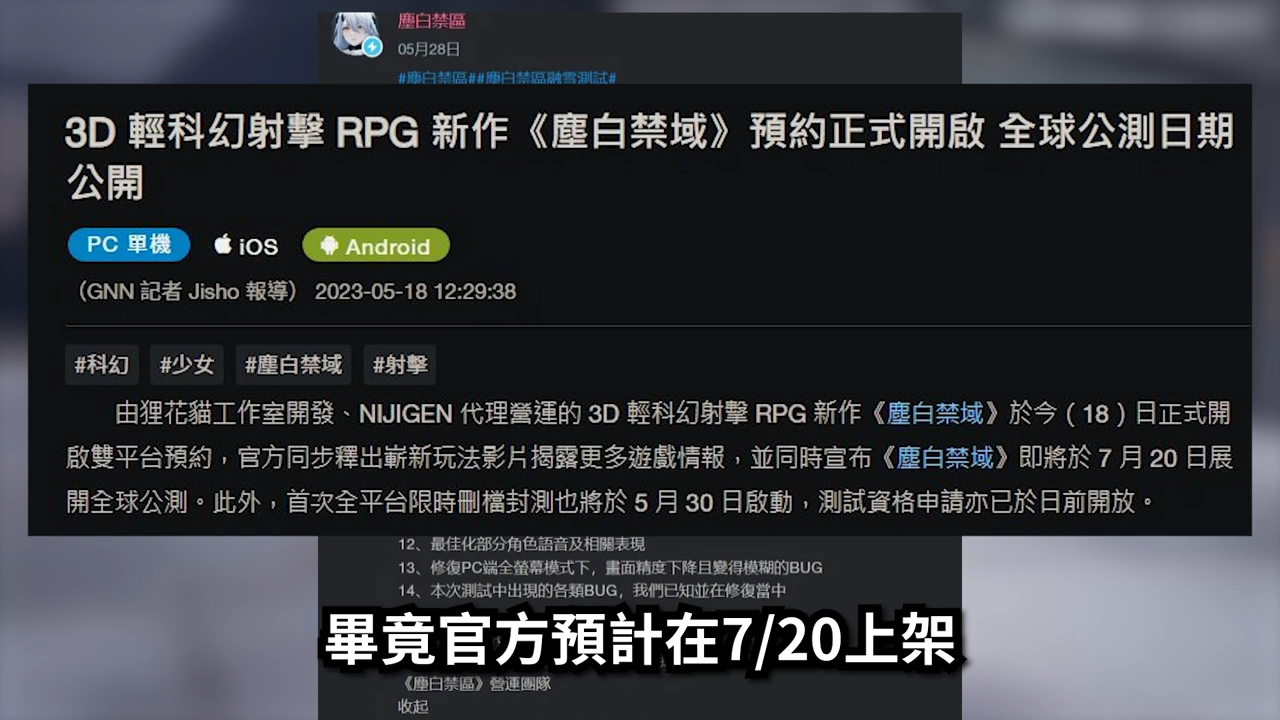 塵白禁區
05月28日
#塵白禁區##塵白禁區融雪測試#
3D 輕科幻射擊 RPG 新作《塵白禁域》預約正式開啟 全球公測日期
公開
PC 單機 iOS Android
（GNN 記者 Jisho 報導） 2023-05-18 12:29:38
#科幻 #少女 #塵白禁域 #射擊
由狸花貓工作室開發、NIJIGEN 代理營運的 3D 輕科幻射擊 RPG 新作《塵白禁域》於今（18）日正式開
啟雙平台預約，官方同步釋出嶄新玩法影片揭露更多遊戲情報，並同時宣布《塵白禁域》即將於 7 月 20 日展
開全球公測。此外，首次全平台限時刪檔封測也將於 5 月 30 日啟動，測試資格申請亦已於日前開放。
12、最佳化部分角色語音及相關表現
13、修復PC端全螢幕模式下，畫面精度下降且變得模糊的BUG
14、本次測試中出現的各類BUG，我們已知並在修復當中
畢竟官方預計在7/20上架
《塵白禁區》營運團隊
收起